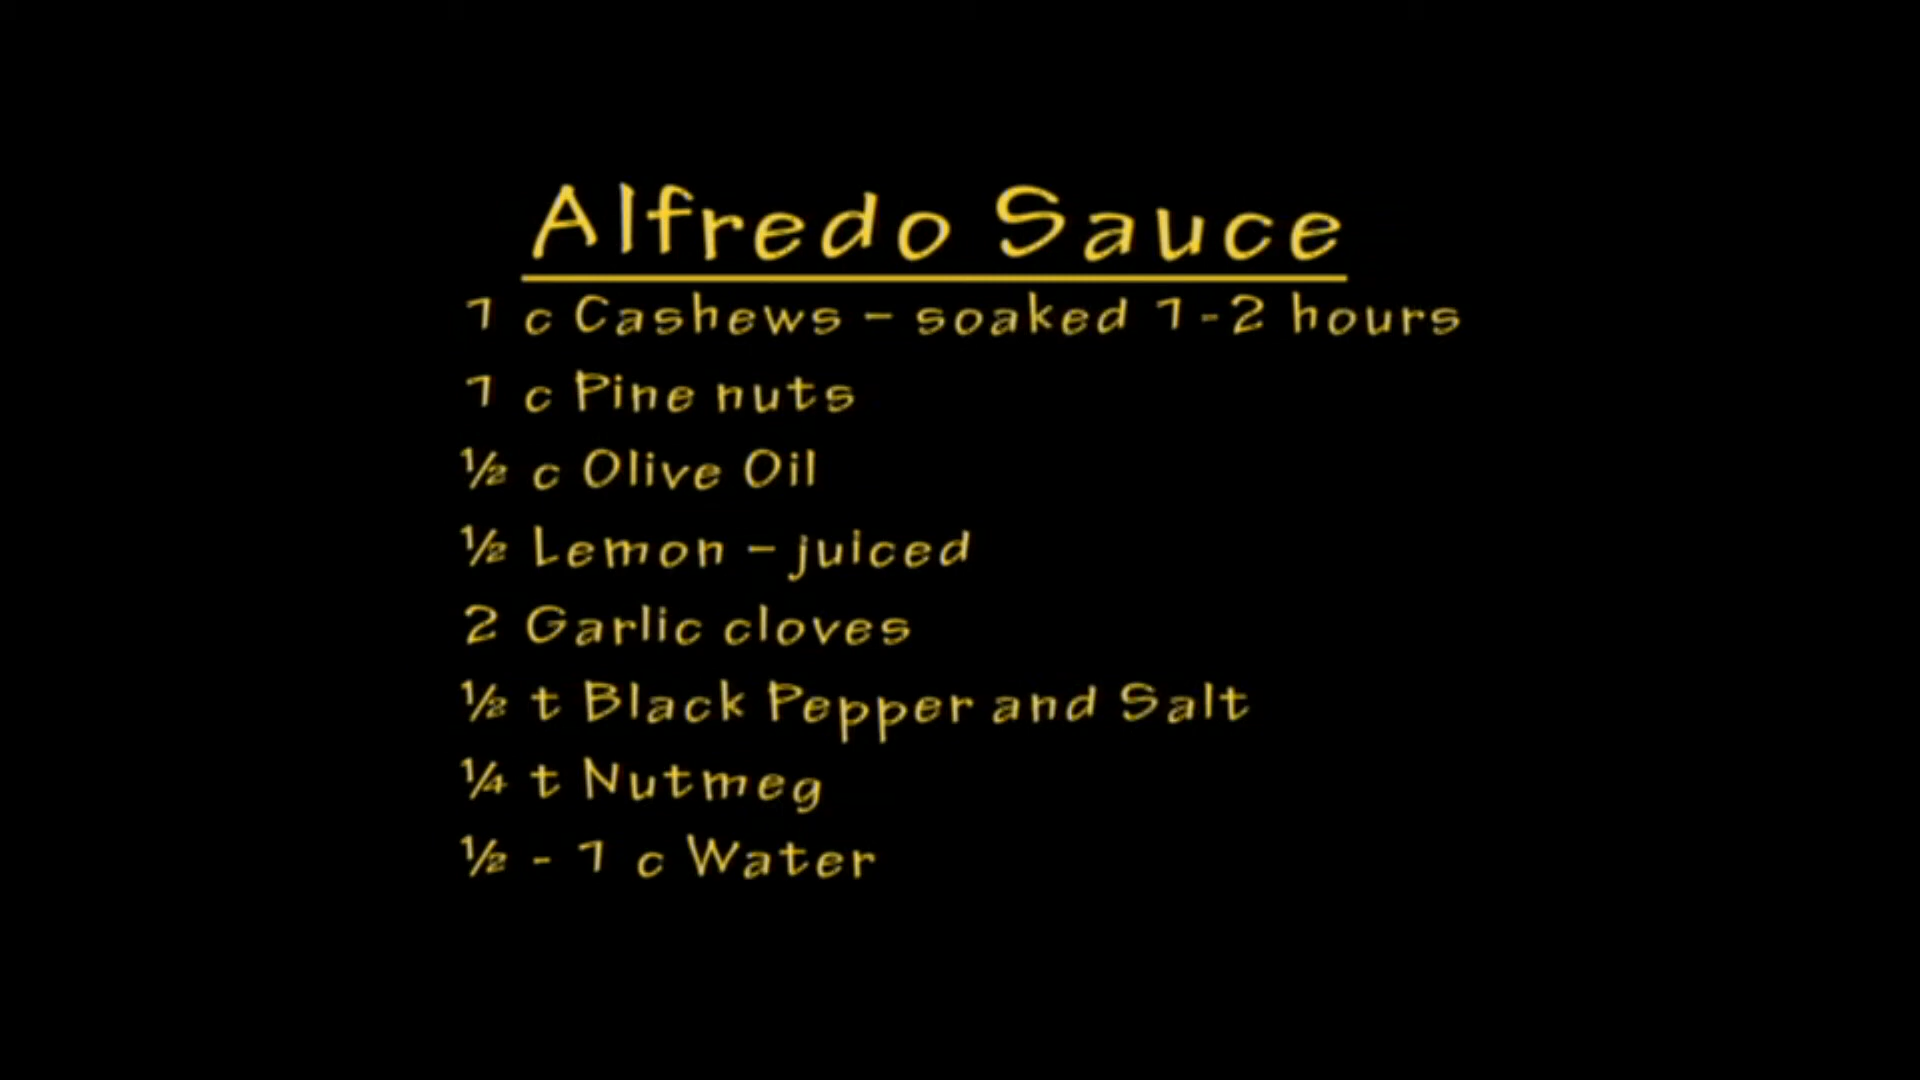 Alfredo Sauce
1 c Cashews – soaked 1-2 hours
1 c Pine nuts
½ c Olive Oil
½ Lemon – juiced
2 Garlic cloves
½ t Black Pepper and Salt
¼ t Nutmeg
½ - 1 c Water